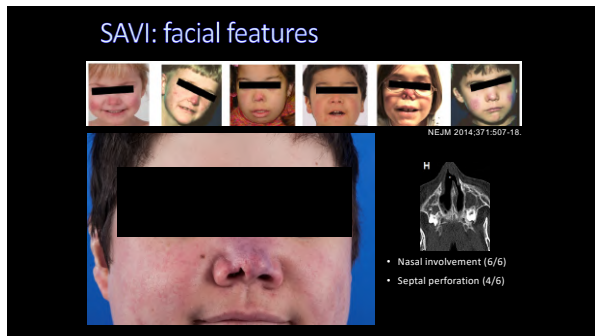 SAVI: facial features
NEJM 2014;371:507-18.
H
• Nasal involvement (6/6)
• Septal perforation (4/6)